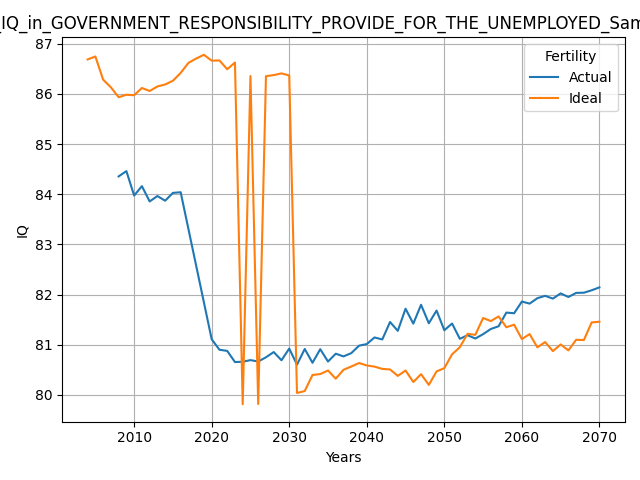 _IQ_in_GOVERNMENT_RESPONSIBILITY_PROVIDE_FOR_THE_UNEMPLOYED_Sam
Fertility
Actual
Ideal
87
86
85
84
83
82
81
80
IQ
2010 2020 2030 2040 2050 2060 2070
Years